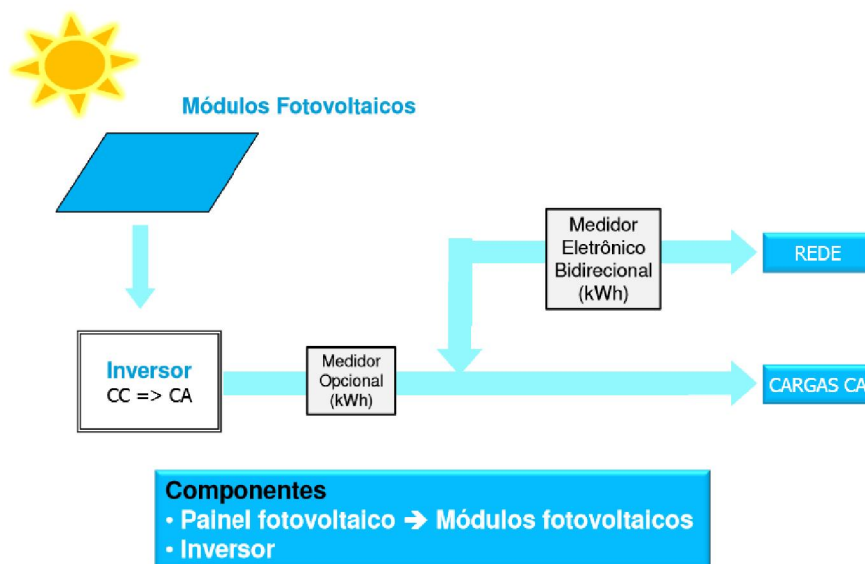 Módulos Fotovoltaicos
Medidor
Eletrônico
Bidirecional
(kWh)
REDE
Inversor
CC => CA
Medidor
Opcional
(kWh)
CARGAS CA
Componentes
• Painel fotovoltaico ➔ Módulos fotovoltaicos
• Inversor